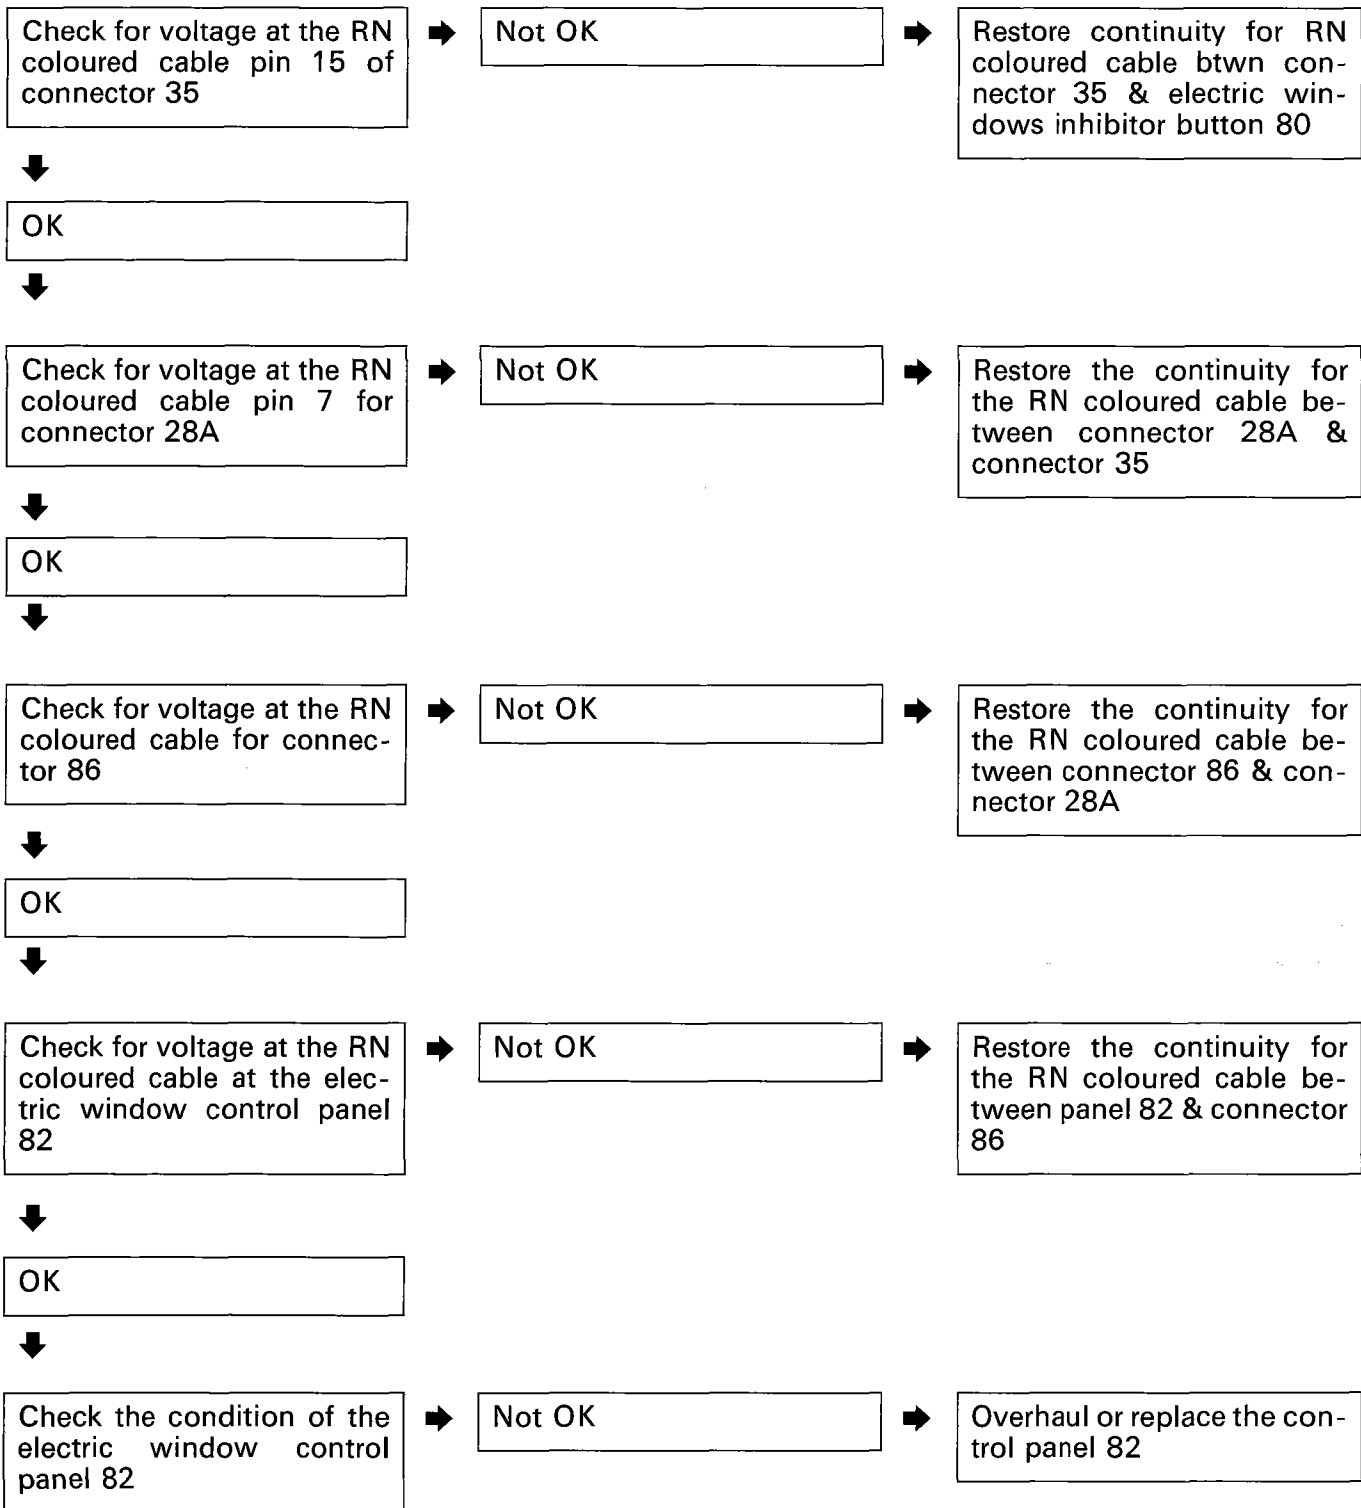 Check for voltage at the RN
coloured cable pin 15 of
connector 35
Not OK
Restore continuity for RN
coloured cable btwn con-
nector 35 & electric win-
dows inhibitor button 80
OK
Check for voltage at the RN
coloured cable pin 7 for
connector 28A
Not OK
Restore the continuity for
the RN coloured cable be-
tween connector 28A &
connector 35
OK
Check for voltage at the RN
coloured cable for connec-
tor 86
Not OK
Restore the continuity for
the RN coloured cable be-
tween connector 86 & con-
nector 28A
OK
Check for voltage at the RN
coloured cable at the elec-
tric window control panel
82
Not OK
Restore the continuity for
the RN coloured cable be-
tween panel 82 & connector
86
OK
Check the condition of the
electric window control
panel 82
Not OK
Overhaul or replace the con-
trol panel 82